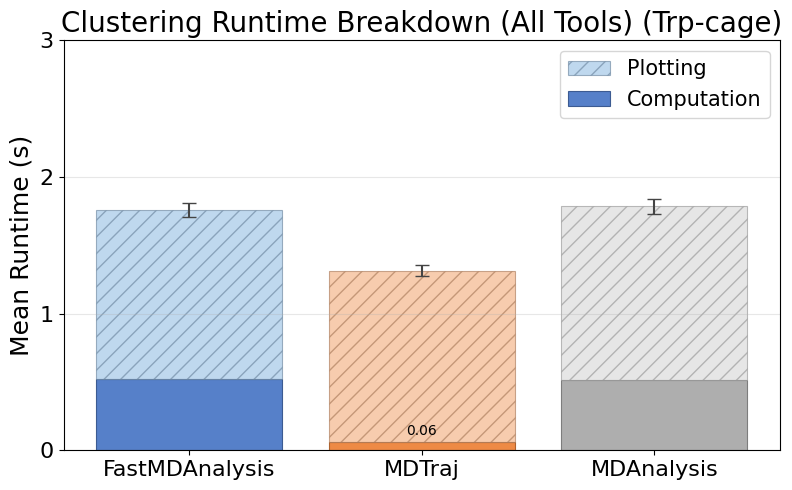 Clustering Runtime Breakdown (All Tools) (Trp-cage)
Mean Runtime (s)
3
2
1
0
Plotting
Computation
0.06
FastMDAnalysis
MDTraj
MDAnalysis